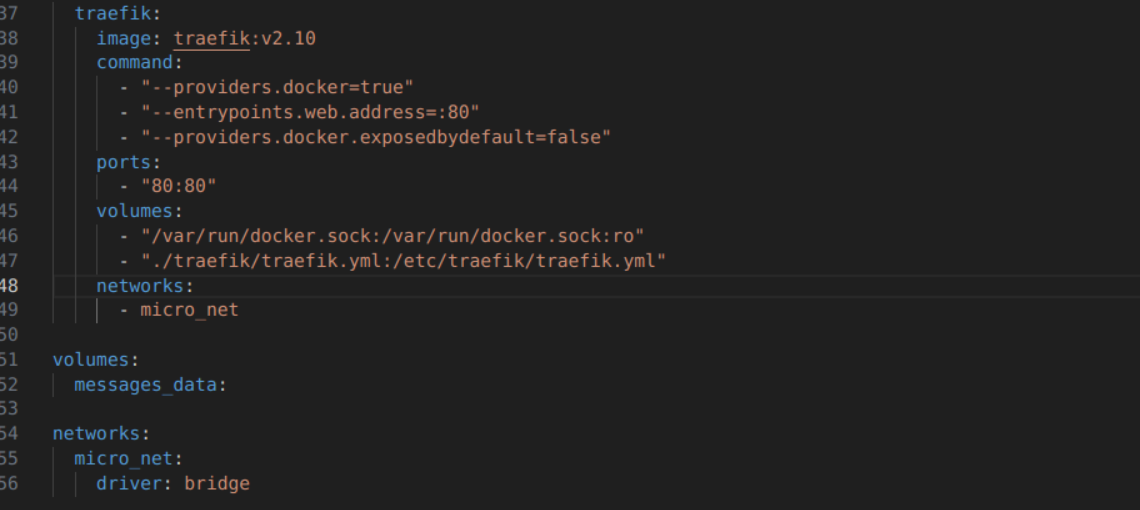 37 traefik:
38 image: traefik:v2.10
39 command:
40 - "--providers.docker=true"
41 - "--entrypoints.web.address=:80"
42 - "--providers.docker.exposedbydefault=false"
43 ports:
44 - "80:80"
45 volumes:
46 - "/var/run/docker.sock:/var/run/docker.sock:ro"
47 - "./traefik/traefik.yml:/etc/traefik/traefik.yml"
48 networks:
49 - micro_net
50
51 volumes:
52 messages_data:
53
54 networks:
55 micro_net:
56 driver: bridge